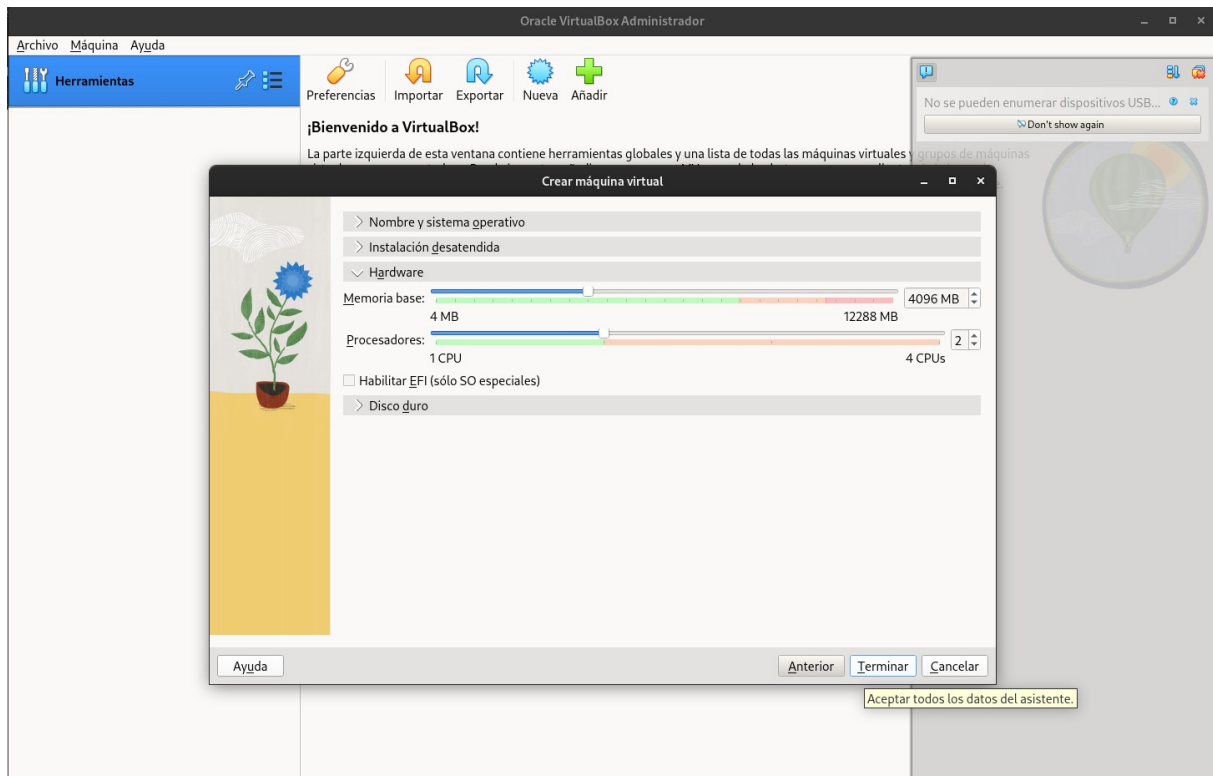 Oracle VirtualBox Administrador
Archivo Máquina Ayuda
Herramientas
Preferencias Importar Exportar Nueva Añadir
No se pueden enumerar dispositivos USB...
Don't show again
¡Bienvenido a VirtualBox!
La parte izquierda de esta ventana contiene herramientas globales y una lista de todas las máquinas virtuales y grupos de máquinas
Crear máquina virtual
Nombre y sistema operativo
Instalación desatendida
Hardware
Memoria base: 4096 MB
4 MB 12288 MB
Procesadores: 2
1 CPU 4 CPUs
Habilitar EFI (sólo SO especiales)
Disco duro
Ayuda Anterior Terminar Cancelar
Aceptar todos los datos del asistente.